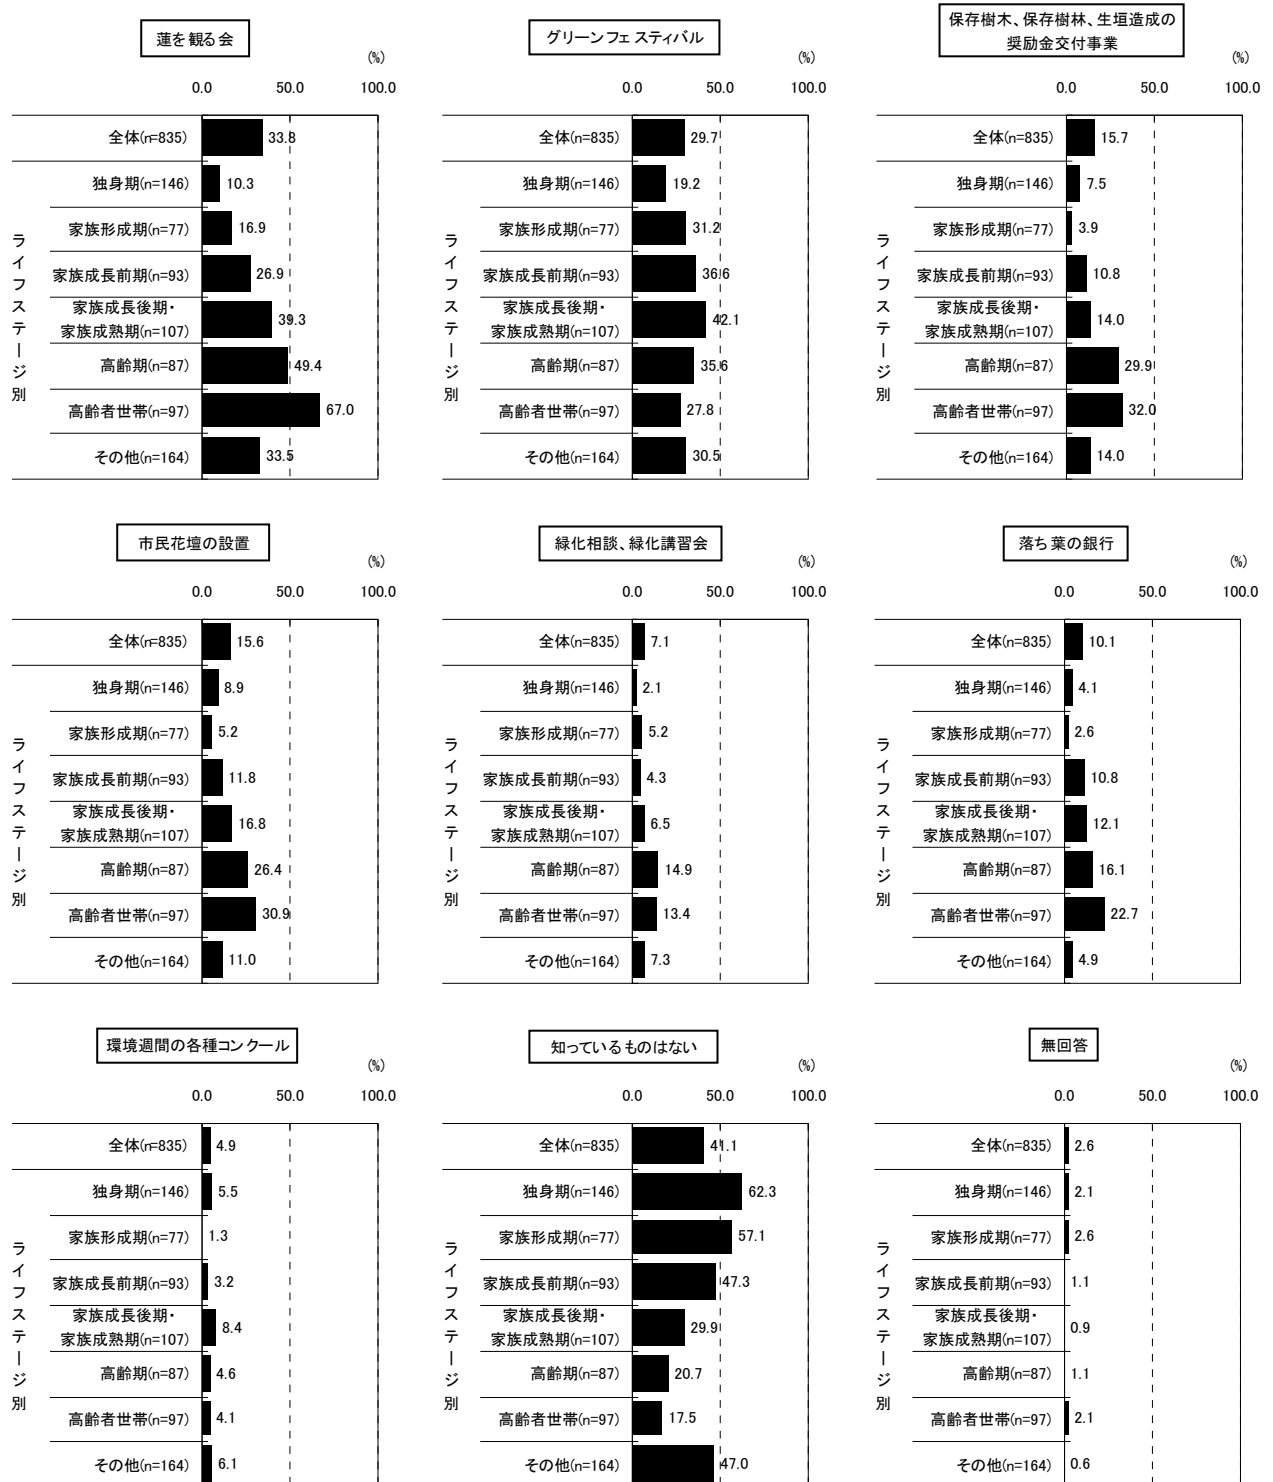 蓮を観る会
(%)
0.0 50.0 100.0
ライフステージ別
全体(n=835) 33.8
独身期(n=146) 10.3
家族形成期(n=77) 16.9
家族成長前期(n=93) 26.9
家族成長後期・
家族成熟期(n=107) 39.3
高齢期(n=87) 49.4
高齢者世帯(n=97) 67.0
その他(n=164) 33.5
グリーンフェスティバル
(%)
0.0 50.0 100.0
ライフステージ別
全体(n=835) 29.7
独身期(n=146) 19.2
家族形成期(n=77) 31.2
家族成長前期(n=93) 36.6
家族成長後期・
家族成熟期(n=107) 42.1
高齢期(n=87) 35.6
高齢者世帯(n=97) 27.8
その他(n=164) 30.5
保存樹木、保存樹林、生垣造成の
奨励金交付事業
(%)
0.0 50.0 100.0
ライフステージ別
全体(n=835) 15.7
独身期(n=146) 7.5
家族形成期(n=77) 3.9
家族成長前期(n=93) 10.8
家族成長後期・
家族成熟期(n=107) 14.0
高齢期(n=87) 29.9
高齢者世帯(n=97) 32.0
その他(n=164) 14.0
市民花壇の設置
(%)
0.0 50.0 100.0
ライフステージ別
全体(n=835) 15.6
独身期(n=146) 8.9
家族形成期(n=77) 5.2
家族成長前期(n=93) 11.8
家族成長後期・
家族成熟期(n=107) 16.8
高齢期(n=87) 26.4
高齢者世帯(n=97) 30.9
その他(n=164) 11.0
緑化相談、緑化講習会
(%)
0.0 50.0 100.0
ライフステージ別
全体(n=835) 7.1
独身期(n=146) 2.1
家族形成期(n=77) 5.2
家族成長前期(n=93) 4.3
家族成長後期・
家族成熟期(n=107) 6.5
高齢期(n=87) 14.9
高齢者世帯(n=97) 13.4
その他(n=164) 7.3
落ち葉の銀行
(%)
0.0 50.0 100.0
ライフステージ別
全体(n=835) 10.1
独身期(n=146) 4.1
家族形成期(n=77) 2.6
家族成長前期(n=93) 10.8
家族成長後期・
家族成熟期(n=107) 12.1
高齢期(n=87) 16.1
高齢者世帯(n=97) 22.7
その他(n=164) 4.9
環境週間の各種コンクール
(%)
0.0 50.0 100.0
ライフステージ別
全体(n=835) 4.9
独身期(n=146) 5.5
家族形成期(n=77) 1.3
家族成長前期(n=93) 3.2
家族成長後期・
家族成熟期(n=107) 8.4
高齢期(n=87) 4.6
高齢者世帯(n=97) 4.1
その他(n=164) 6.1
知っているものはない
(%)
0.0 50.0 100.0
ライフステージ別
全体(n=835) 41.1
独身期(n=146) 62.3
家族形成期(n=77) 57.1
家族成長前期(n=93) 47.3
家族成長後期・
家族成熟期(n=107) 29.9
高齢期(n=87) 20.7
高齢者世帯(n=97) 17.5
その他(n=164) 47.0
無回答
(%)
0.0 50.0 100.0
ライフステージ別
全体(n=835) 2.6
独身期(n=146) 2.1
家族形成期(n=77) 2.6
家族成長前期(n=93) 1.1
家族成長後期・
家族成熟期(n=107) 0.9
高齢期(n=87) 1.1
高齢者世帯(n=97) 2.1
その他(n=164) 0.6